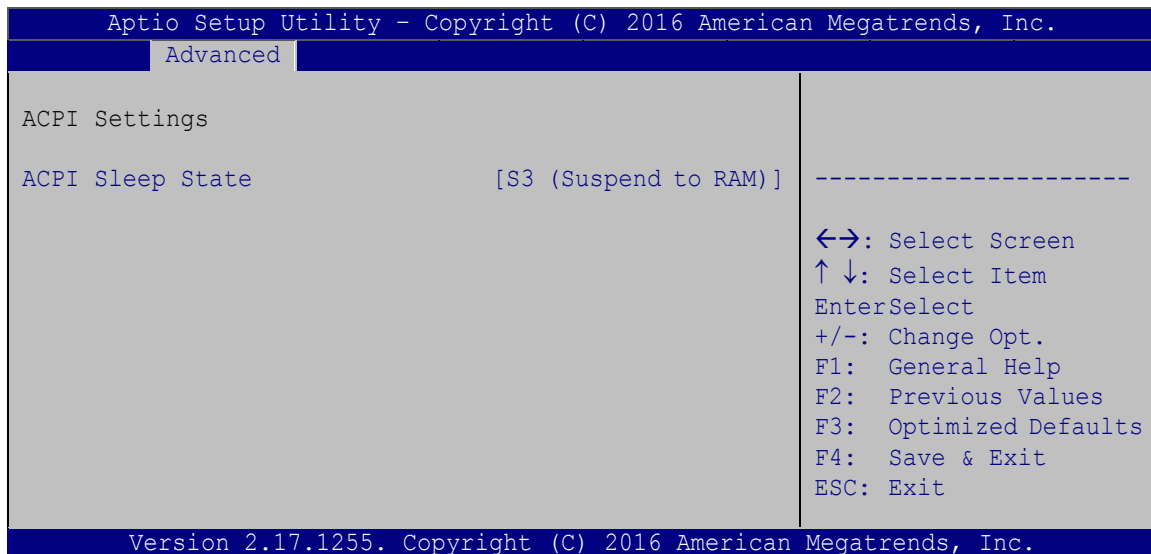 Aptio Setup Utility – Copyright (C) 2016 American Megatrends, Inc.
Advanced
ACPI Settings
ACPI Sleep State [S3 (Suspend to RAM)]
----------------------
←→: Select Screen
↑ ↓: Select Item
EnterSelect
+/-: Change Opt.
F1: General Help
F2: Previous Values
F3: Optimized Defaults
F4: Save & Exit
ESC: Exit
Version 2.17.1255. Copyright (C) 2016 American Megatrends, Inc.